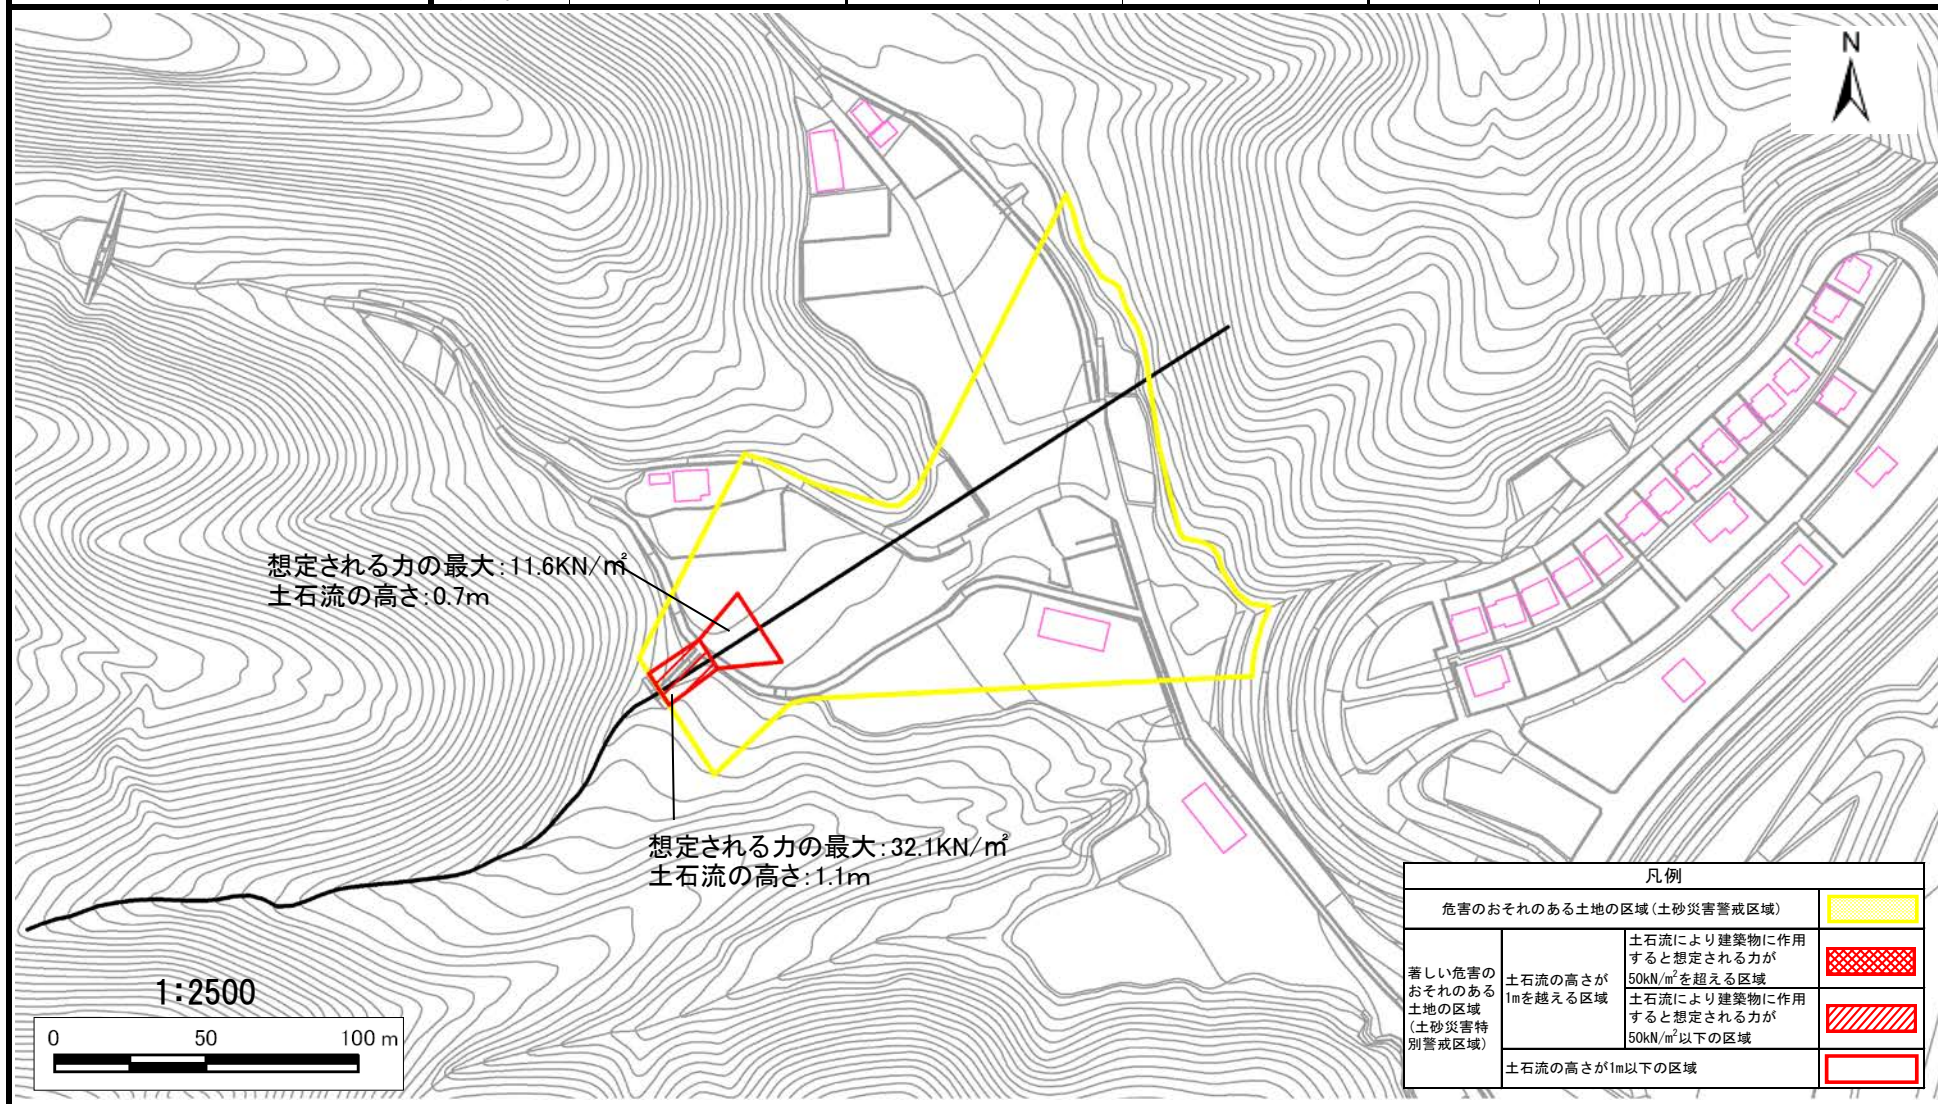 N
想定される力の最大:11.6KN/㎡
土石流の高さ:0.7m
想定される力の最大:32.1KN/㎡
土石流の高さ:1.1m
1:2500
0 50 100 m
凡例
危害のおそれのある土地の区域(土砂災害警戒区域)
著しい危害の
おそれのある
土地の区域
(土砂災害特
別警戒区域)
土石流の高さが
1mを越える区域
土石流により建築物に作用
すると想定される力が
50kN/㎡を超える区域
土石流により建築物に作用
すると想定される力が
50kN/㎡以下の区域
土石流の高さが1m以下の区域